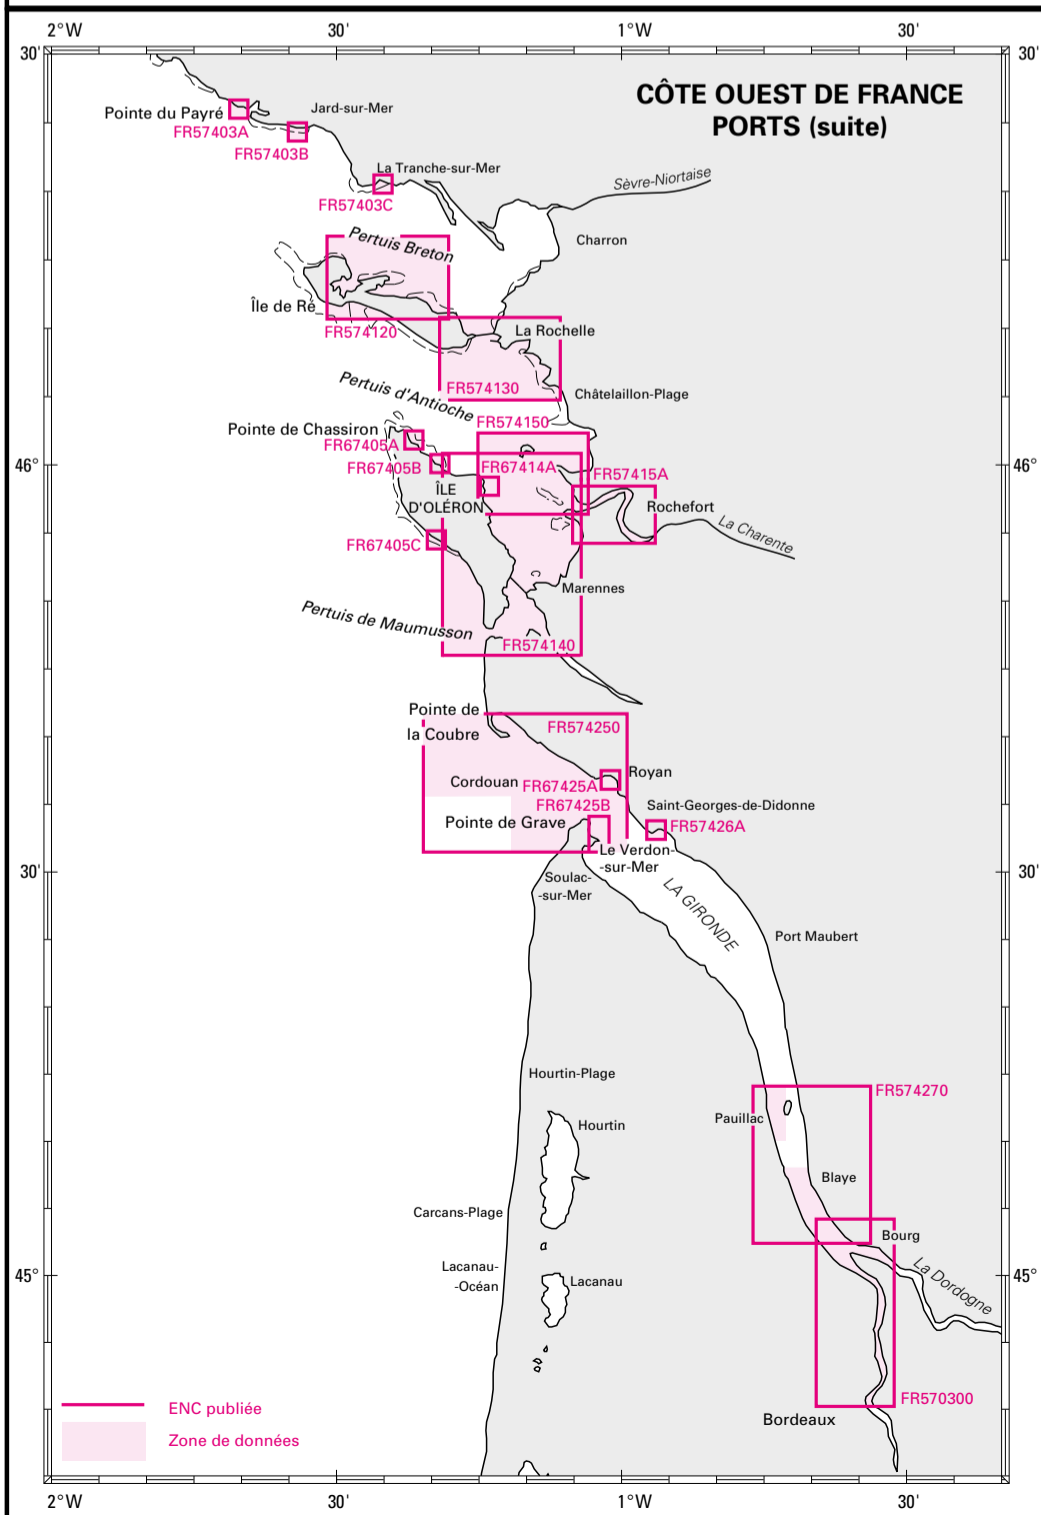 2°W
30'
1°W
30'
30'
30'
CÔTE OUEST DE FRANCE
PORTS (suite)
Pointe du Payré
Jard-sur-Mer
FR57403A
FR57403B
La Tranche-sur-Mer
Sèvre-Niortaise
FR57403C
Pertuis Breton
Charron
Île de Ré
FR574120
La Rochelle
Pertuis d'Antioche
FR574130
Châtelaillon-Plage
FR574150
Pointe de Chassiron
FR67405A
46°
FR67405B
FR67414A
46°
FR57415A
ÎLE
D'OLÉRON
Rochefort
La Charente
FR67405C
Marennes
Pertuis de Maumusson
FR574140
Pointe de
la Coubre
FR574250
Cordouan
FR67425A
Royan
FR67425B
Saint-Georges-de-Didonne
Pointe de Grave
FR57426A
Le Verdon-
-sur-Mer
30'
30'
Soulac-
-sur-Mer
LA GIRONDE
Port Maubert
Hourtin-Plage
FR574270
Pauillac
Hourtin
Blaye
Carcans-Plage
Bourg
Lacanau-
-Océan
45°
Lacanau
La Dordogne
45°
ENC publiée
FR570300
Bordeaux
Zone de données
2°W
30'
1°W
30'